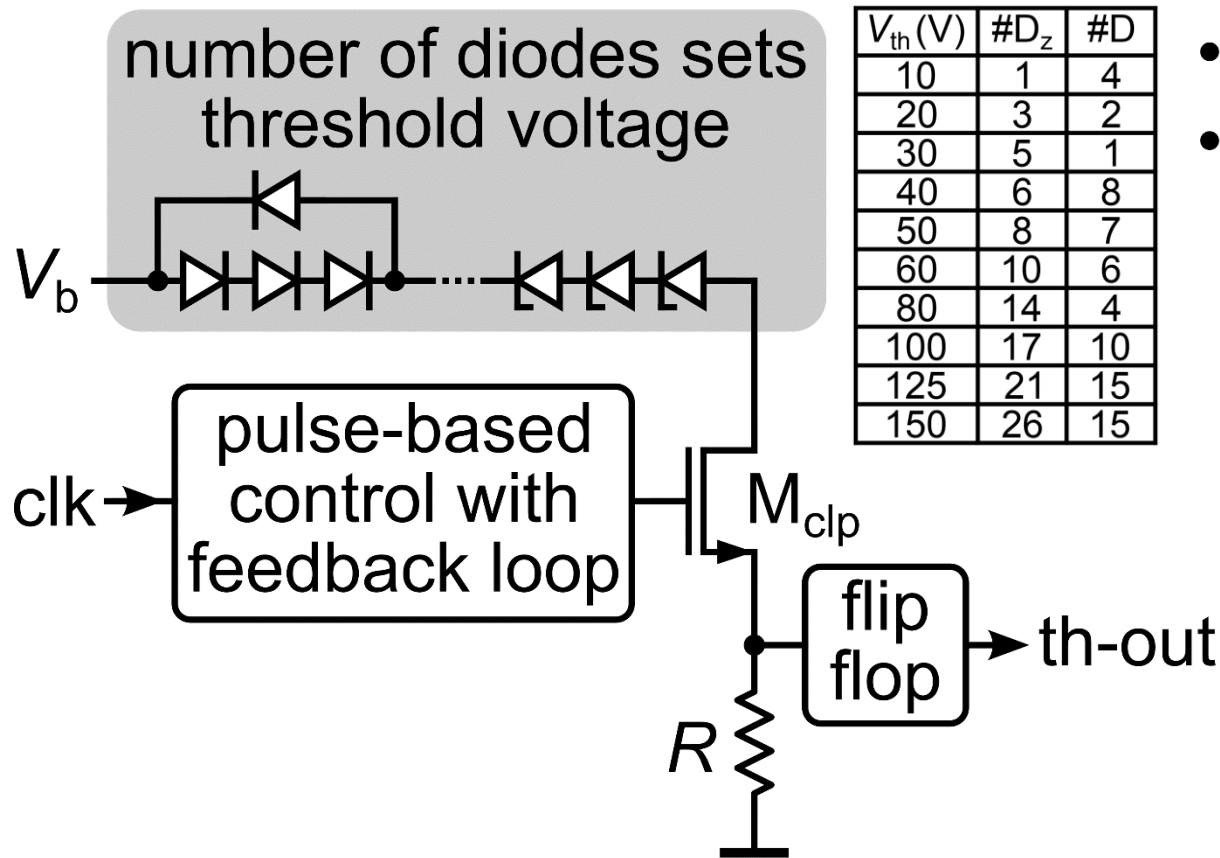 number of diodes sets
threshold voltage
V_b
clk
pulse-based
control with
feedback loop
M_clp
flip
flop
th-out
R
V_th (V) #D_z #D
10 1 4
20 3 2
30 5 1
40 6 8
50 8 7
60 10 6
80 14 4
100 17 10
125 21 15
150 26 15
•
•